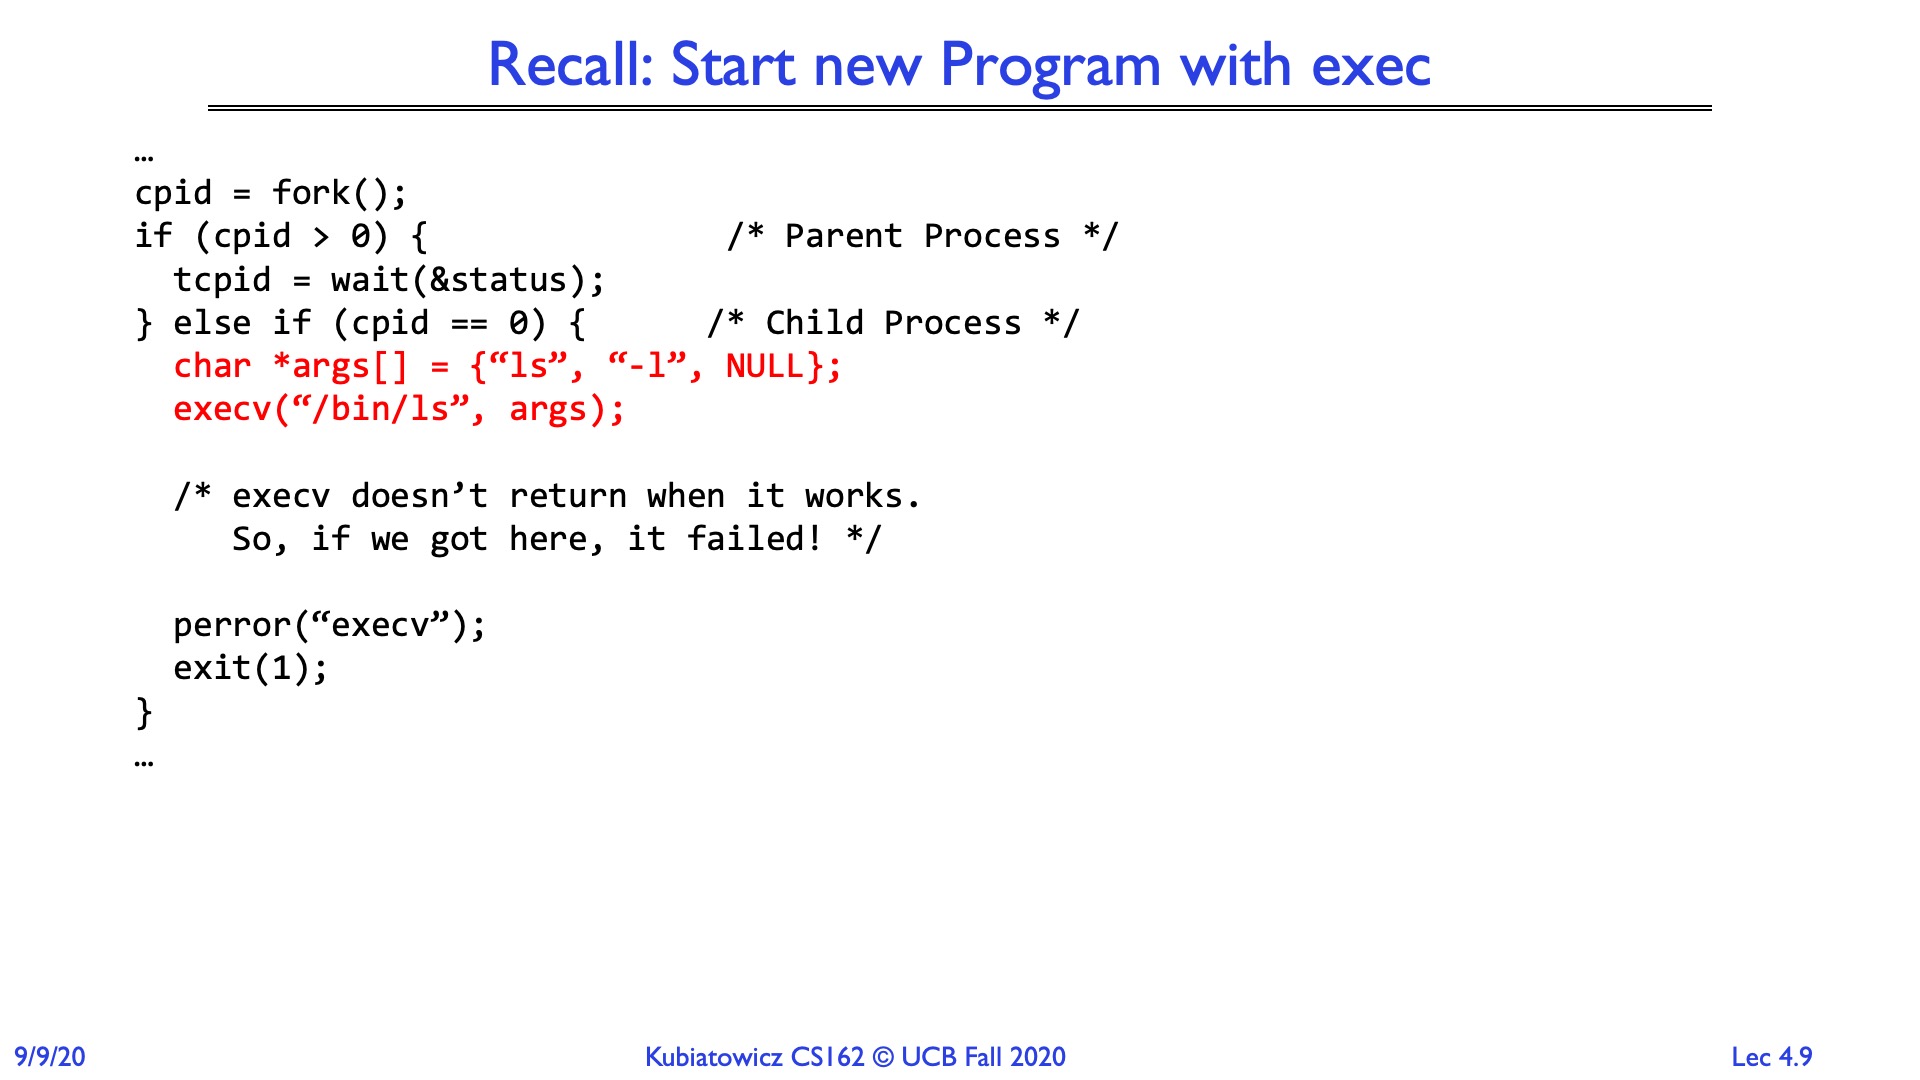 Recall: Start new Program with exec
…
cpid = fork();
if (cpid > 0) {               /* Parent Process */
  tcpid = wait(&status);
} else if (cpid == 0) {      /* Child Process */
  char *args[] = {“ls”, “-l”, NULL};
  execv(“/bin/ls”, args);
  /* execv doesn’t return when it works.
     So, if we got here, it failed! */
  perror(“execv”);
  exit(1);
}
…
9/9/20
Kubiatowicz CS162 © UCB Fall 2020
Lec 4.9